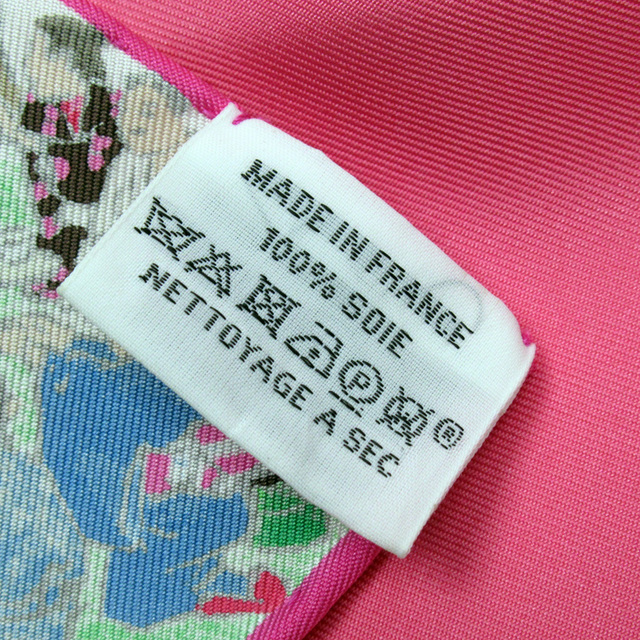 MADE IN FRANCE
100% SOIE
P ®
NETTOYAGE A SEC